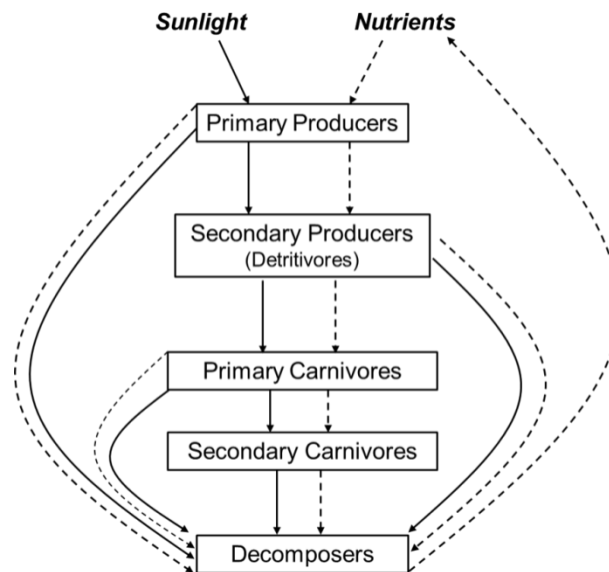 Sunlight
Nutrients
Primary Producers
Secondary Producers
(Detritivores)
Primary Carnivores
Secondary Carnivores
Decomposers